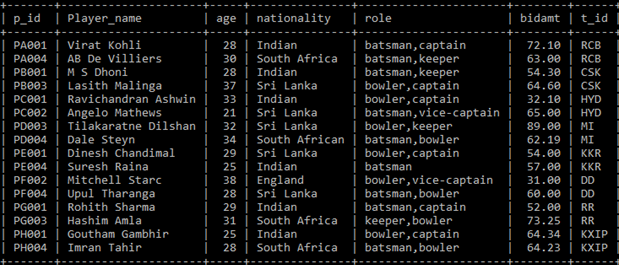 p_id | Player_name | age | nationality | role | bidamt | t_id
PA001 | Virat Kohli | 28 | Indian | batsman,captain | 72.10 | RCB
PA004 | AB De Villiers | 30 | South Africa | batsman,keeper | 63.00 | RCB
PB001 | M S Dhoni | 28 | Indian | batsman,keeper | 54.30 | CSK
PB003 | Lasith Malinga | 37 | Sri Lanka | bowler,captain | 64.60 | CSK
PC001 | Ravichandran Ashwin | 33 | Indian | bowler,captain | 32.10 | HYD
PC002 | Angelo Mathews | 21 | Sri Lanka | batsman,vice-captain | 65.00 | HYD
PD003 | Tilakaratne Dilshan | 32 | Sri Lanka | bowler,keeper | 89.00 | MI
PD004 | Dale Steyn | 34 | South African | batsman,bowler | 62.19 | MI
PE001 | Dinesh Chandimal | 29 | Sri Lanka | bowler,captain | 54.00 | KKR
PE004 | Suresh Raina | 25 | Indian | batsman | 57.00 | KKR
PF002 | Mitchell Starc | 38 | England | bowler,vice-captain | 31.00 | DD
PF004 | Upul Tharanga | 28 | Sri Lanka | batsman,bowler | 60.00 | DD
PG001 | Rohith Sharma | 29 | Indian | batsman,captain | 52.00 | RR
PG003 | Hashim Amla | 31 | South Africa | keeper,bowler | 73.25 | RR
PH001 | Goutham Gambhir | 25 | Indian | bowler,captain | 64.34 | KXIP
PH004 | Imran Tahir | 28 | South Africa | batsman,bowler | 64.23 | KXIP